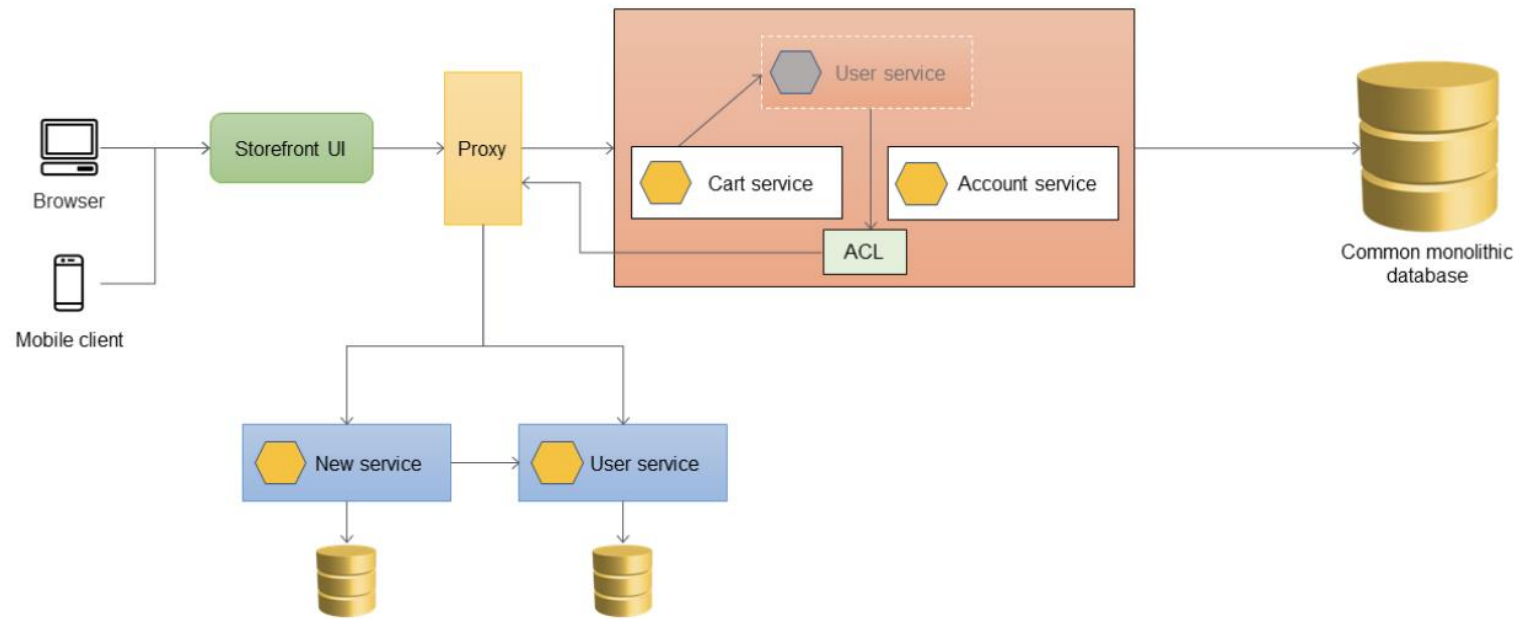 User service
Storefront UI
Proxy
Cart service
Account service
Browser
ACL
Common monolithic
database
Mobile client
New service
User service